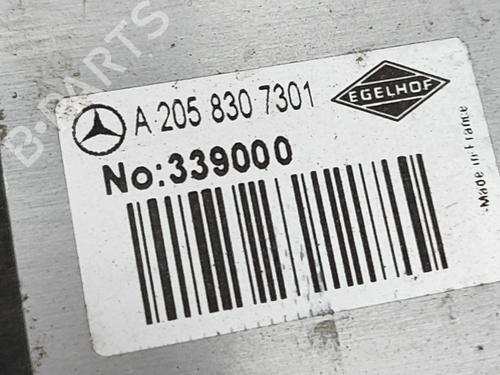 A 205 830 7301
EGELHOF
No:339000
Made in France
B-PARTS